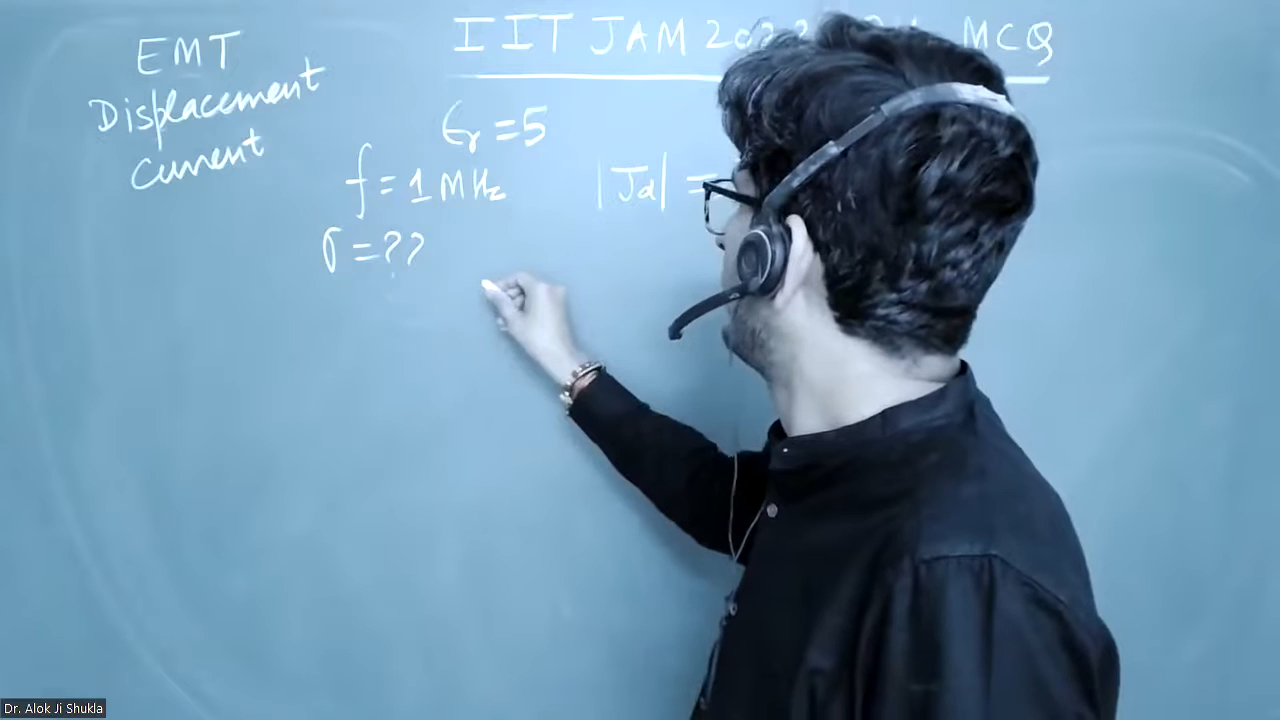 IIT JAM MCQ
EMT
Displacement
current
εr = 5
f = 1 MHz
|Jd| =
σ = ??
Dr. Alok Ji Shukla